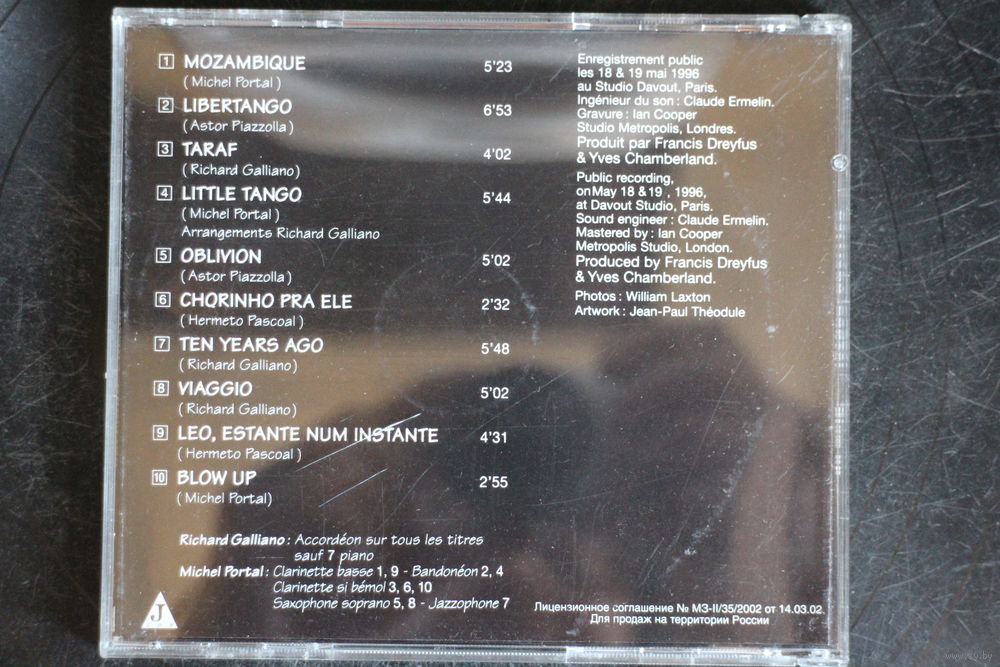 1 MOZAMBIQUE 5'23
(Michel Portal)
2 LIBERTANGO 6'53
(Astor Piazzolla)
3 TARAF 4'02
(Richard Galliano)
4 LITTLE TANGO 5'44
(Michel Portal)
Arrangements Richard Galliano
5 OBLIVION 5'02
(Astor Piazzolla)
6 CHORINHO PRA ELE 2'32
(Hermeto Pascoal)
7 TEN YEARS AGO 5'48
(Richard Galliano)
8 VIAGGIO 5'02
(Richard Galliano)
9 LEO, ESTANTE NUM INSTANTE 4'31
(Hermeto Pascoal)
10 BLOW UP 2'55
(Michel Portal)
Richard Galliano : Accordéon sur tous les titres
sauf 7 piano
Michel Portal : Clarinette basse 1, 9 - Bandonéon 2, 4
Clarinette si bémol 3, 6, 10
Saxophone soprano 5, 8 - Jazzophone 7
Enregistrement public
les 18 & 19 mai 1996
au Studio Davout, Paris.
Ingénieur du son : Claude Ermelin.
Gravure : Ian Cooper
Studio Metropolis, Londres.
Produit par Francis Dreyfus
& Yves Chamberland.
Public recording,
on May 18 & 19 , 1996,
at Davout Studio, Paris.
Sound engineer : Claude Ermelin.
Mastered by : Ian Cooper
Metropolis Studio, London.
Produced by Francis Dreyfus
& Yves Chamberland.
Photos : William Laxton
Artwork : Jean-Paul Théodule
J
Лицензионное соглашение № МЗ-II/35/2002 от 14.03.02
Для продаж на территории России